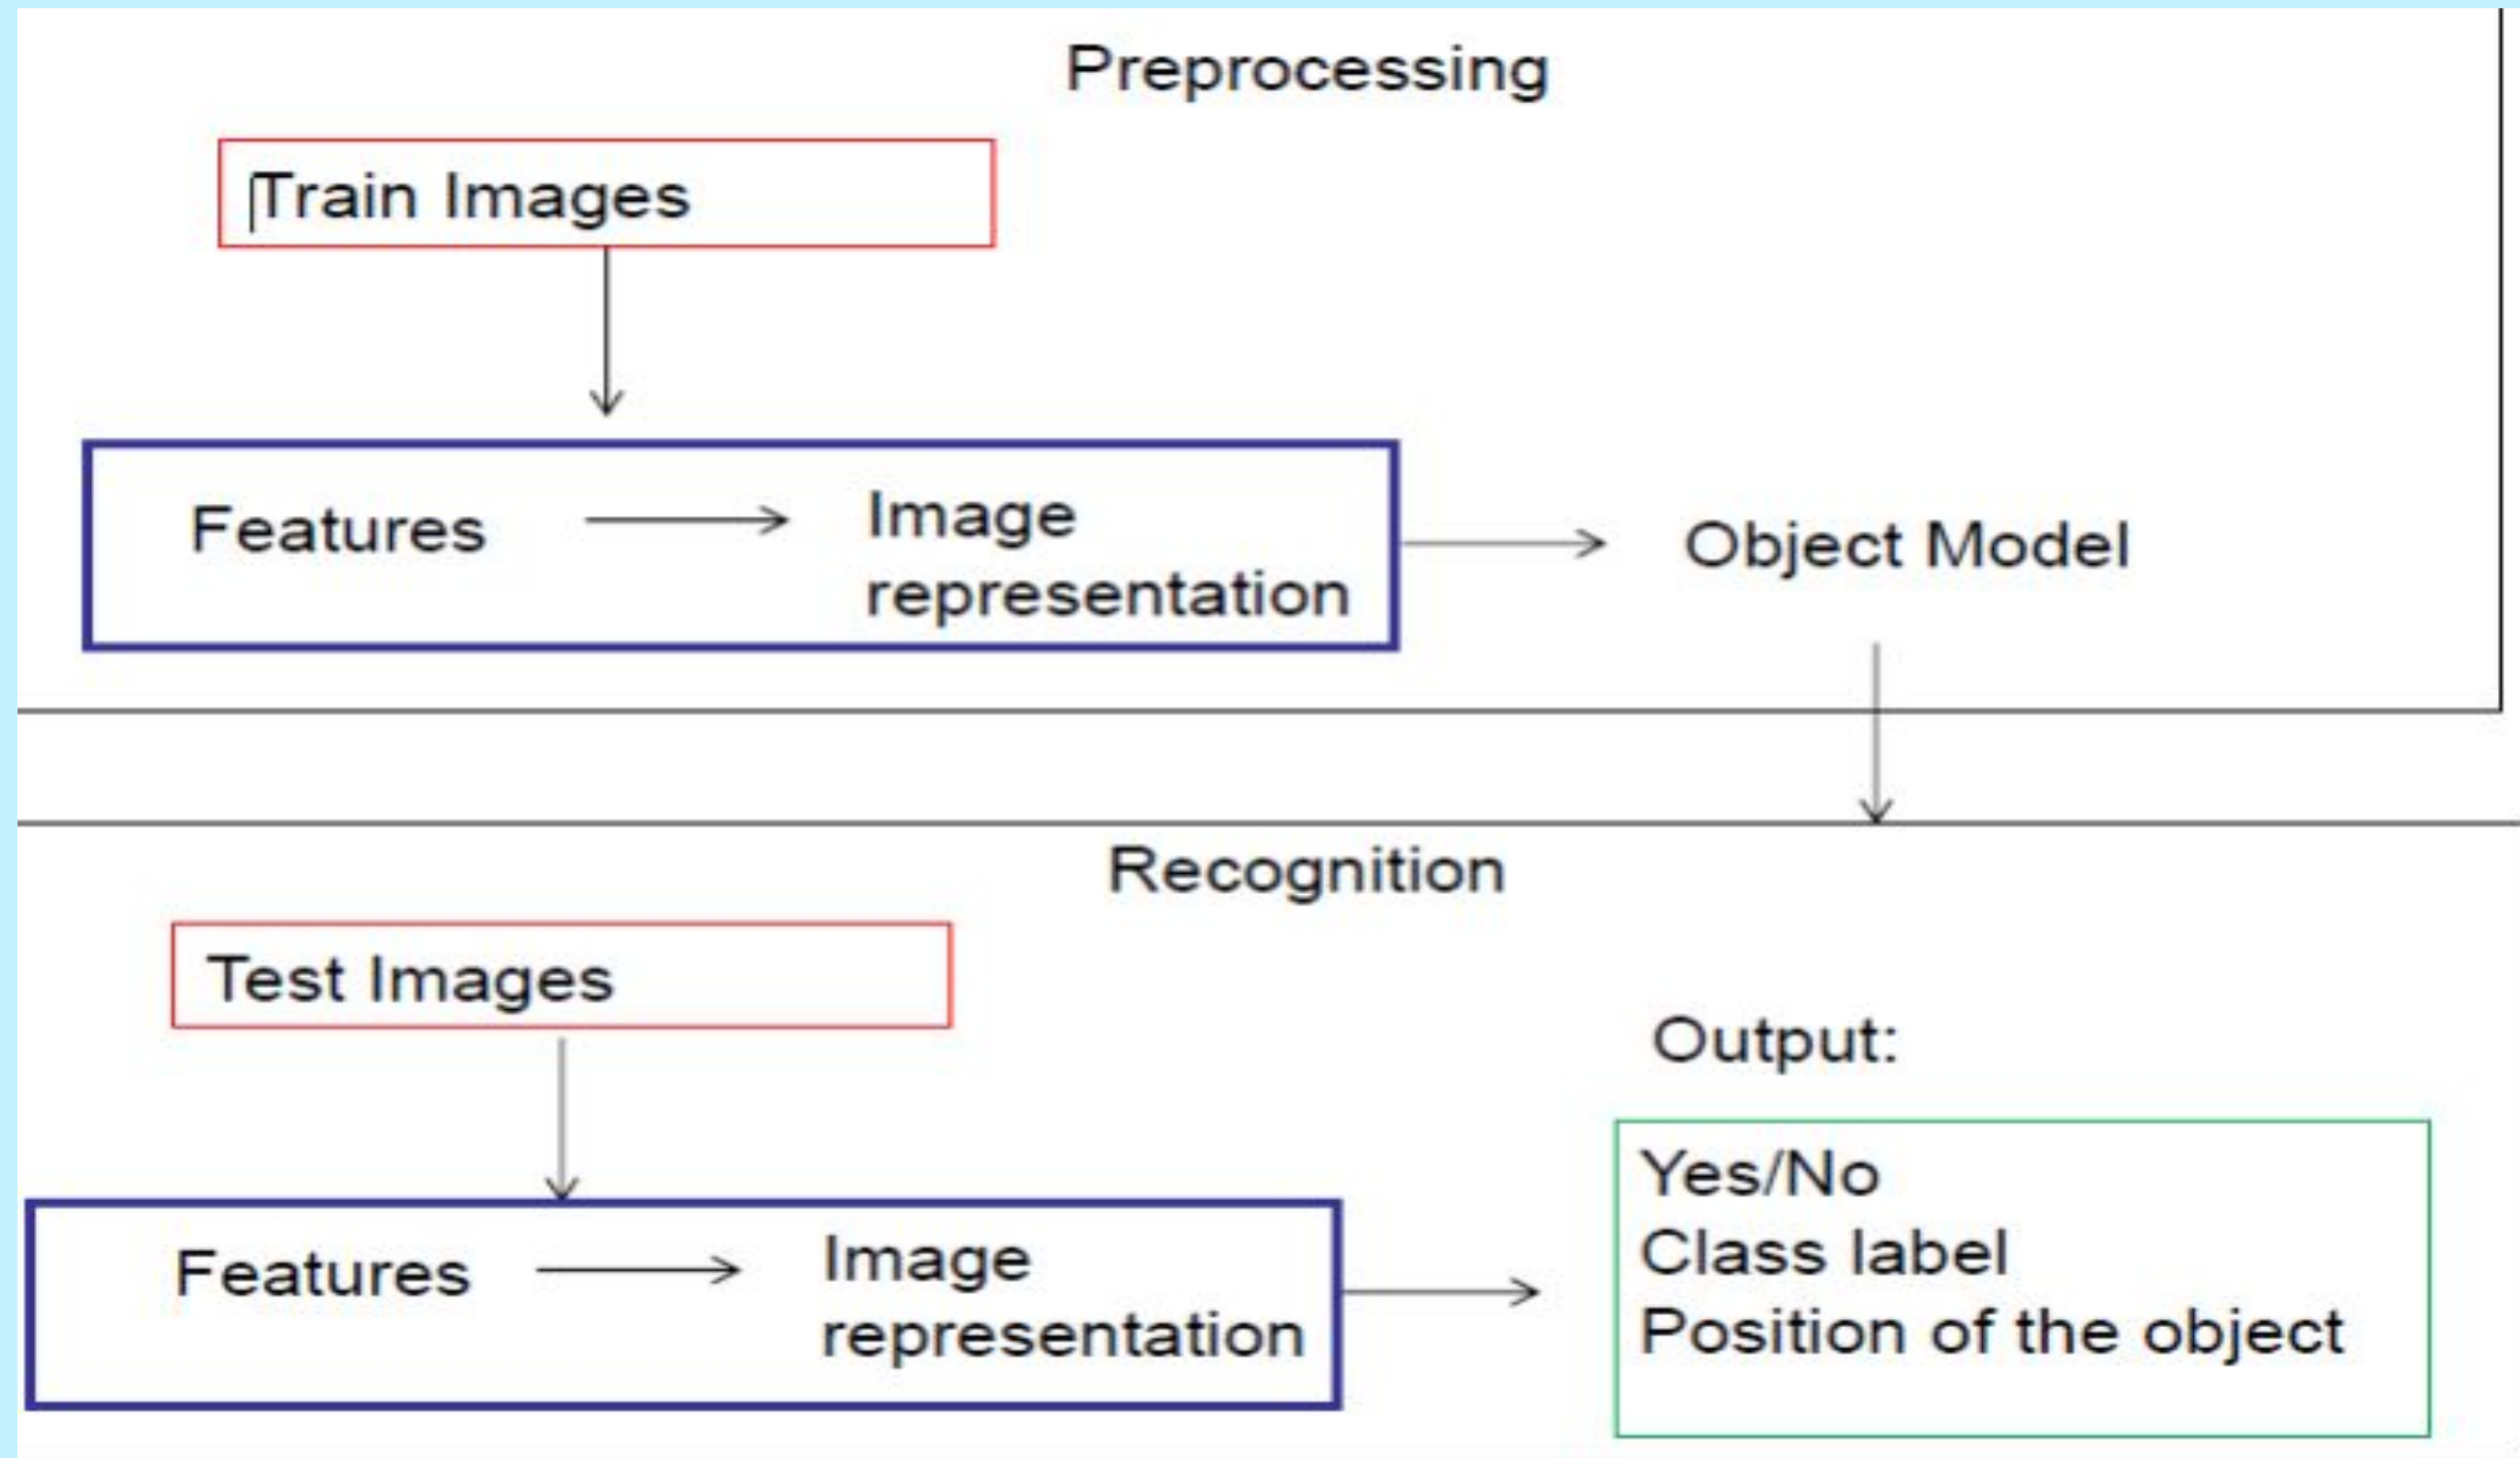 Preprocessing
Train Images
Features
Image
representation
Object Model
Recognition
Test Images
Features
Image
representation
Output:
Yes/No
Class label
Position of the object